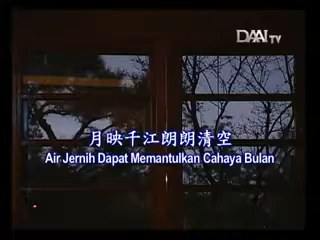 DAAI TV
月映千江朗朗清空
Air Jernih Dapat Memantulkan Cahaya Bulan